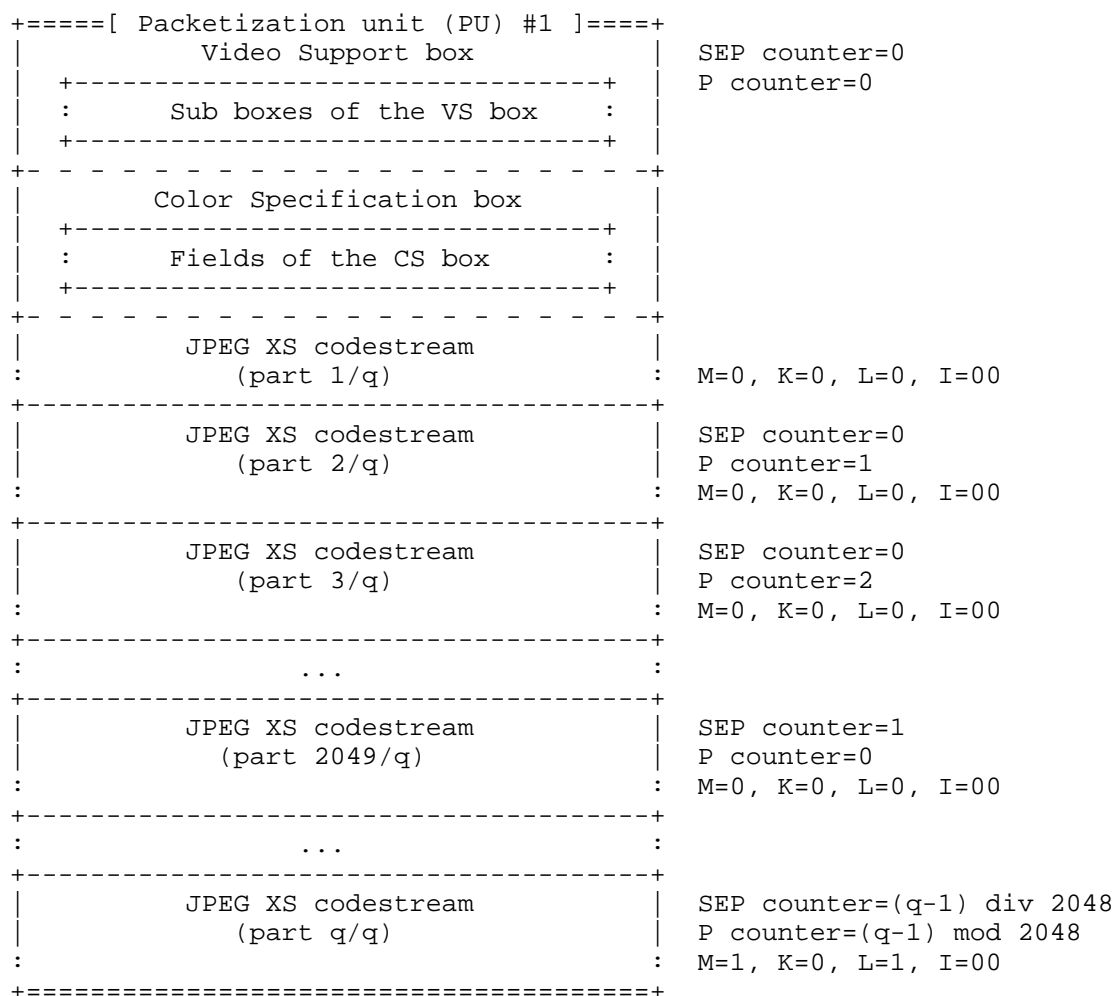 +=====[ Packetization unit (PU) #1 ]====+
|           Video Support box           |  SEP counter=0
|  +---------------------------------+  |  P counter=0
|  :      Sub boxes of the VS box    :  |
|  +---------------------------------+  |
+- - - - - - - - - - - - - - - - - - - -+
|        Color Specification box        |
|  +---------------------------------+  |
|  :      Fields of the CS box       :  |
|  +---------------------------------+  |
+- - - - - - - - - - - - - - - - - - - -+
|          JPEG XS codestream           |
:             (part 1/q)                :  M=0, K=0, L=0, I=00
+---------------------------------------+
|          JPEG XS codestream           |  SEP counter=0
|             (part 2/q)                |  P counter=1
:                                       :  M=0, K=0, L=0, I=00
+---------------------------------------+
|          JPEG XS codestream           |  SEP counter=0
|             (part 3/q)                |  P counter=2
:                                       :  M=0, K=0, L=0, I=00
+---------------------------------------+
:                 ...                   :
+---------------------------------------+
|          JPEG XS codestream           |  SEP counter=1
|            (part 2049/q)              |  P counter=0
:                                       :  M=0, K=0, L=0, I=00
+---------------------------------------+
:                 ...                   :
+---------------------------------------+
|          JPEG XS codestream           |  SEP counter=(q-1) div 2048
|             (part q/q)                |  P counter=(q-1) mod 2048
:                                       :  M=1, K=0, L=1, I=00
+=======================================+